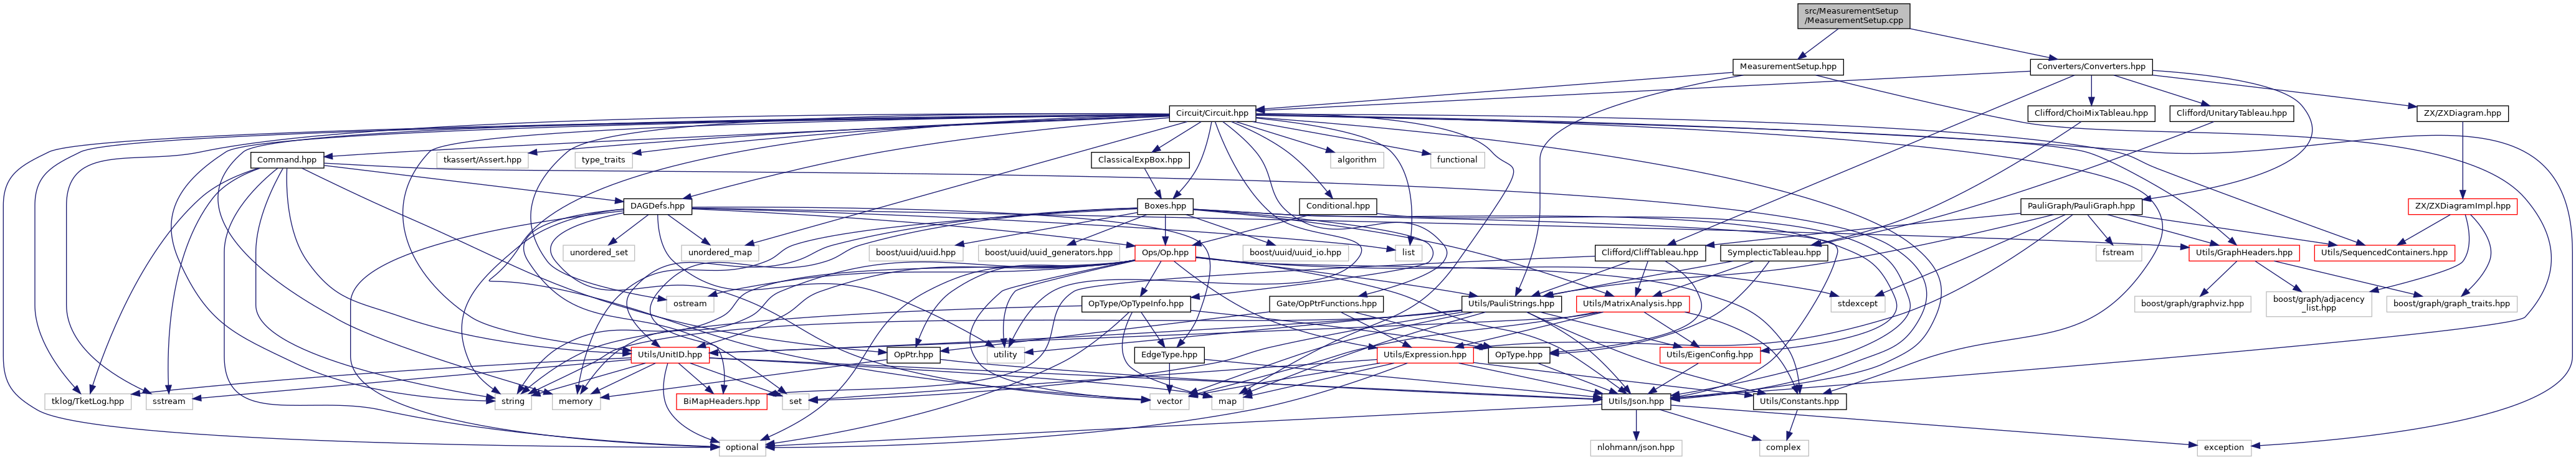 src/MeasurementSetup
/MeasurementSetup.cpp
MeasurementSetup.hpp
Converters/Converters.hpp
Circuit/Circuit.hpp
Clifford/ChoiMixTableau.hpp
Clifford/UnitaryTableau.hpp
ZX/ZXDiagram.hpp
Command.hpp
tkassert/Assert.hpp
type_traits
ClassicalExpBox.hpp
algorithm
functional
DAGDefs.hpp
Boxes.hpp
Conditional.hpp
PauliGraph/PauliGraph.hpp
ZX/ZXDiagramImpl.hpp
unordered_set
unordered_map
boost/uuid/uuid.hpp
boost/uuid/uuid_generators.hpp
Ops/Op.hpp
boost/uuid/uuid_io.hpp
list
Clifford/CliffTableau.hpp
SymplecticTableau.hpp
fstream
Utils/GraphHeaders.hpp
Utils/SequencedContainers.hpp
ostream
OpType/OpTypeInfo.hpp
Gate/OpPtrFunctions.hpp
Utils/PauliStrings.hpp
Utils/MatrixAnalysis.hpp
stdexcept
boost/graph/graphviz.hpp
boost/graph/adjacency
_list.hpp
boost/graph/graph_traits.hpp
Utils/UnitID.hpp
OpPtr.hpp
utility
EdgeType.hpp
Utils/Expression.hpp
OpType.hpp
Utils/EigenConfig.hpp
tklog/TketLog.hpp
sstream
string
memory
BiMapHeaders.hpp
set
vector
map
Utils/Json.hpp
Utils/Constants.hpp
optional
nlohmann/json.hpp
complex
exception